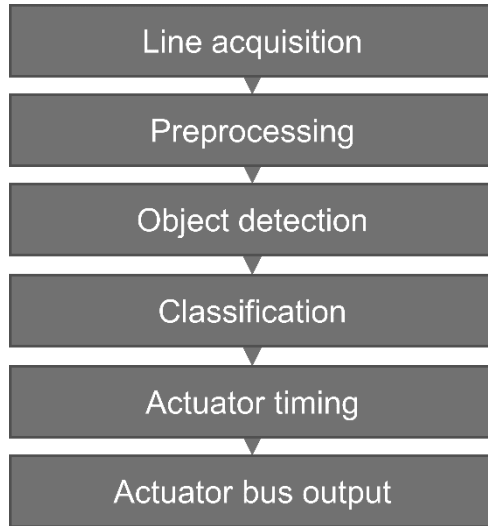 Line acquisition
Preprocessing
Object detection
Classification
Actuator timing
Actuator bus output